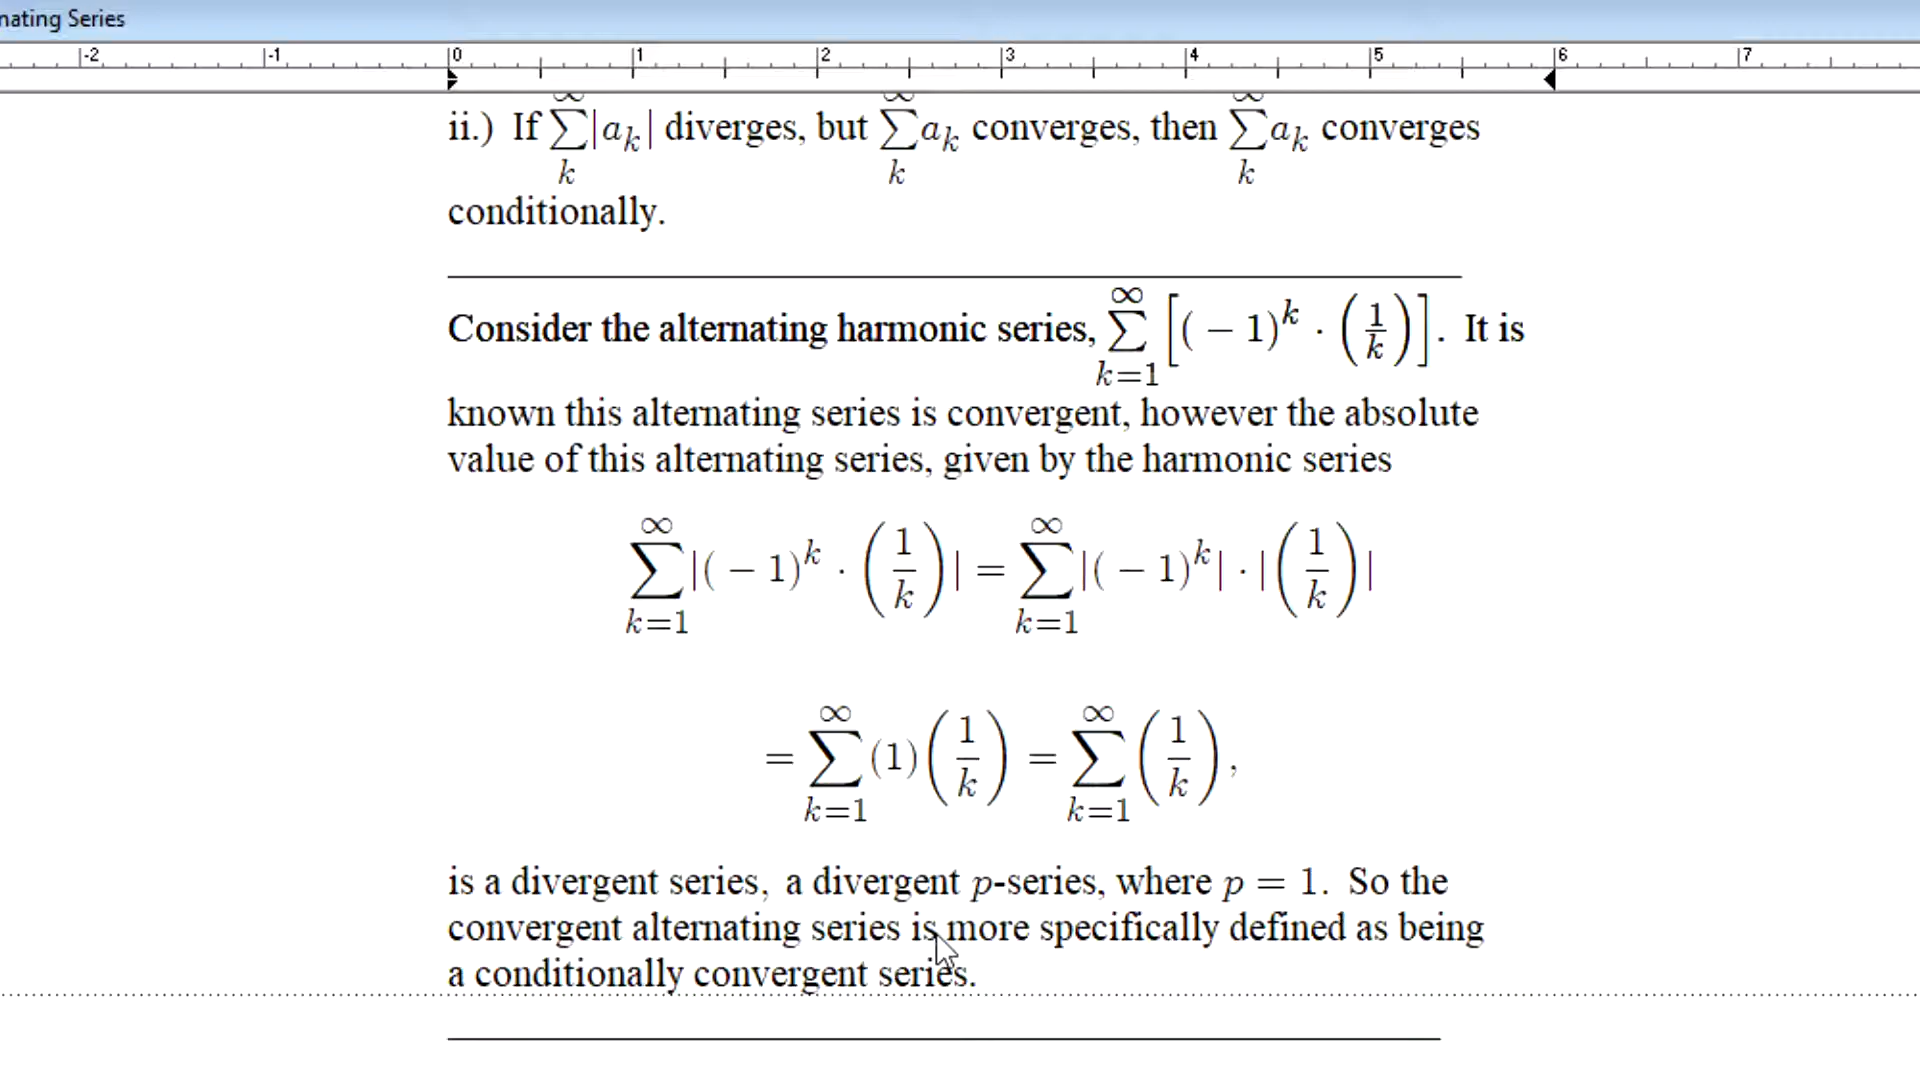 nating Series
-2 -1 0 1 2 3 4 5 6 7
ii.) If ∞∑k |a_k| diverges, but ∞∑k a_k converges, then ∞∑k a_k converges
conditionally.
Consider the alternating harmonic series, ∞∑k=1 [( − 1)^k · (1/k)]. It is
known this alternating series is convergent, however the absolute
value of this alternating series, given by the harmonic series
∞∑k=1 |( − 1)^k · (1/k)| = ∞∑k=1 |( − 1)^k| · |(1/k)|
= ∞∑k=1 (1)(1/k) = ∞∑k=1 (1/k),
is a divergent series, a divergent p-series, where p = 1. So the
convergent alternating series is more specifically defined as being
a conditionally convergent series.